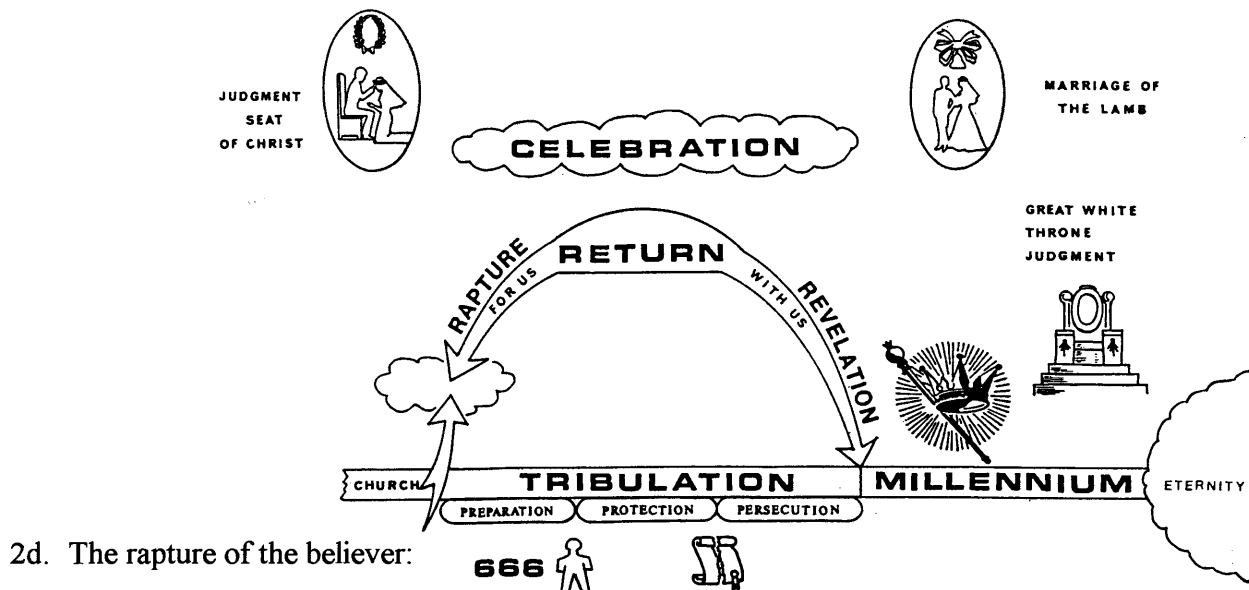 JUDGMENT
SEAT
OF CHRIST
MARRIAGE OF
THE LAMB
CELEBRATION
GREAT WHITE
THRONE
JUDGMENT
RETURN
RAPTURE
FOR US
WITH US
REVELATION
CHURCH
TRIBULATION
MILLENNIUM
ETERNITY
PREPARATION
PROTECTION
PERSECUTION
2d. The rapture of the believer:
666